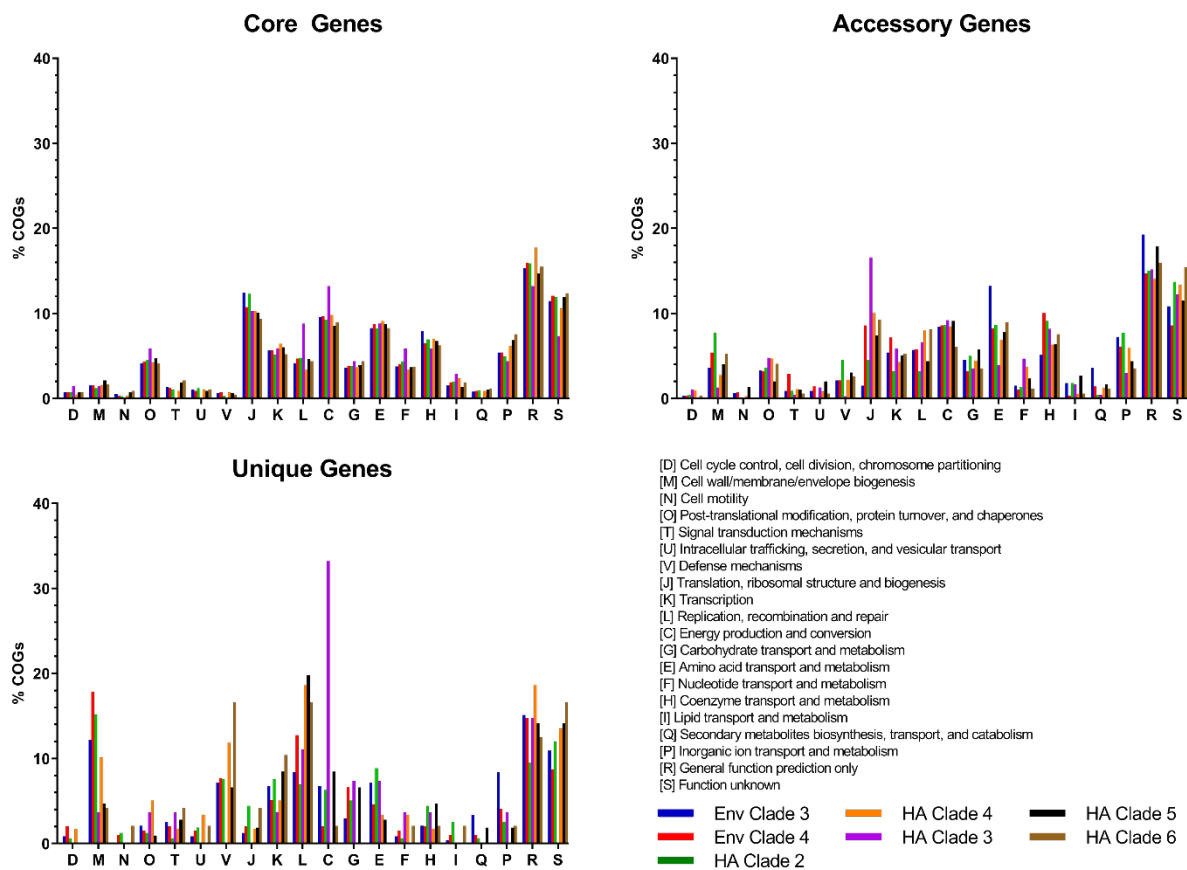 Core Genes
40
30
20
10
0
% COGs
D M N O T U V J K L C G E F H I Q P R S
Accessory Genes
40
30
20
10
0
% COGs
D M N O T U V J K L C G E F H I Q P R S
Unique Genes
40
30
20
10
0
% COGs
D M N O T U V J K L C G E F H I Q P R S
[D] Cell cycle control, cell division, chromosome partitioning
[M] Cell wall/membrane/envelope biogenesis
[N] Cell motility
[O] Post-translational modification, protein turnover, and chaperones
[T] Signal transduction mechanisms
[U] Intracellular trafficking, secretion, and vesicular transport
[V] Defense mechanisms
[J] Translation, ribosomal structure and biogenesis
[K] Transcription
[L] Replication, recombination and repair
[C] Energy production and conversion
[G] Carbohydrate transport and metabolism
[E] Amino acid transport and metabolism
[F] Nucleotide transport and metabolism
[H] Coenzyme transport and metabolism
[I] Lipid transport and metabolism
[Q] Secondary metabolites biosynthesis, transport, and catabolism
[P] Inorganic ion transport and metabolism
[R] General function prediction only
[S] Function unknown
Env Clade 3 HA Clade 4 HA Clade 5
Env Clade 4 HA Clade 3 HA Clade 6
HA Clade 2